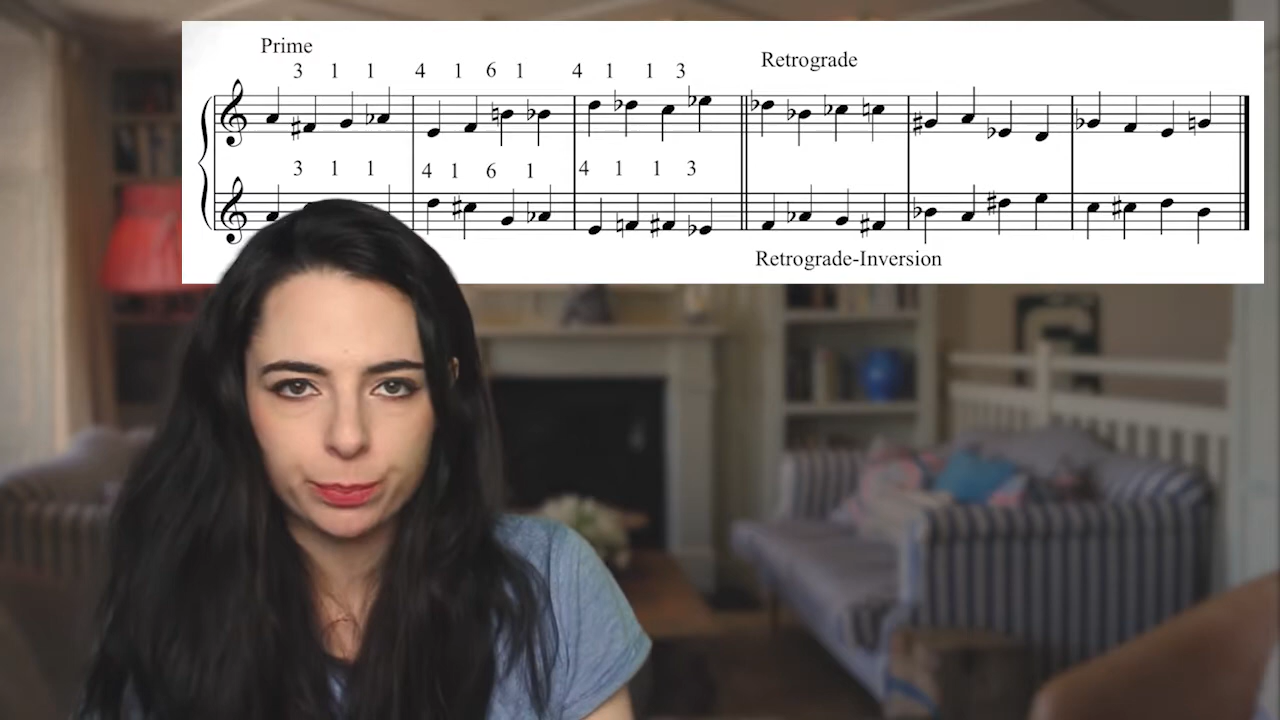 Prime
3 1 1 4 1 6 1 4 1 1 3
Retrograde
3 1 1 4 1 6 1 4 1 1 3
Retrograde-Inversion